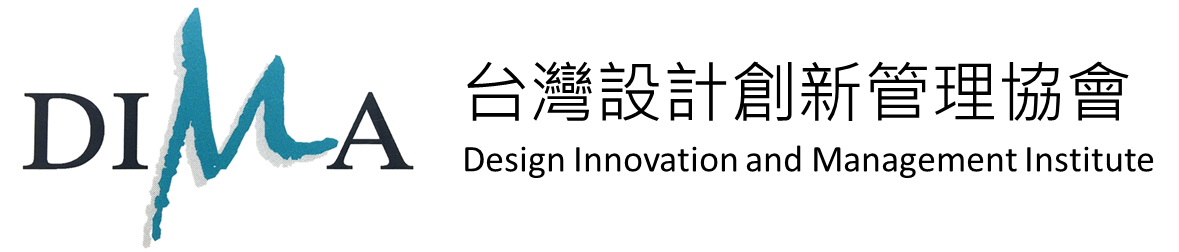 DIMA
台灣設計創新管理協會
Design Innovation and Management Institute